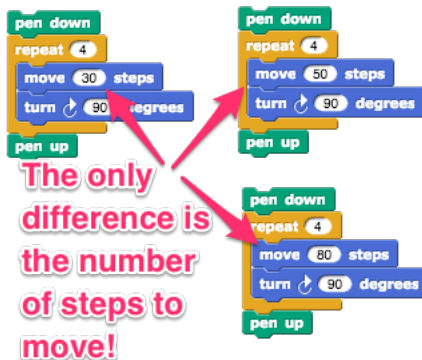 pen down
repeat 4
move 30 steps
turn 90 degrees
pen up
pen down
repeat 4
move 50 steps
turn 90 degrees
pen up
The only
difference is
the number
of steps to
move!
pen down
repeat 4
move 80 steps
turn 90 degrees
pen up